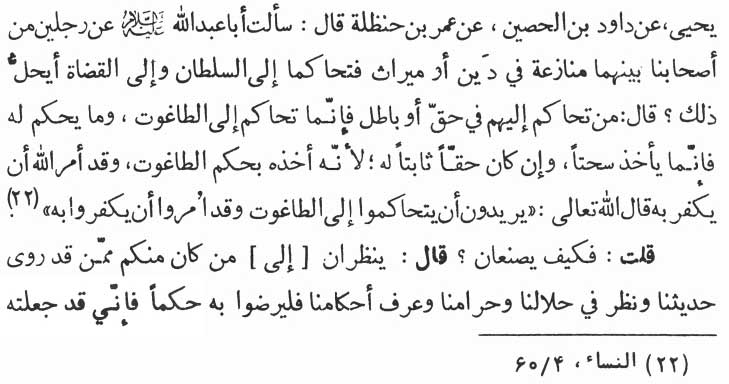 يحيى، عن داود بن الحصين ، عن عمر بن حنظلة قال : سألت أبا عبدالله عليه السلام عن رجلين من
أصحابنا بينهما منازعة في دَين أو ميراث فتحاكما إلى السلطان وإلى القضاة أيحلُّ
ذلك ؟ قال: من تحاكم إليهم في حقّ أو باطل فإنّما تحاكم إلى الطاغوت ، وما يحكم له
فإنّما يأخذ سحتاً، وإن كان حقّاً ثابتاً له ؛ لأنّه أخذه بحكم الطاغوت، وقد أمر الله أن
يكفر به قال الله تعالى : «يريدون أن يتحاكموا إلى الطاغوت وقد اُمروا أن يكفروا به» (٢٢).
قلت : فكيف يصنعان ؟ قال : ينظران [ إلى ] من كان منكم ممّن قد روى
حديثنا ونظر في حلالنا وحرامنا وعرف أحكامنا فليرضوا به حكماً فإنّي قد جعلته
(٢٢) النساء ، ۶۰/۴